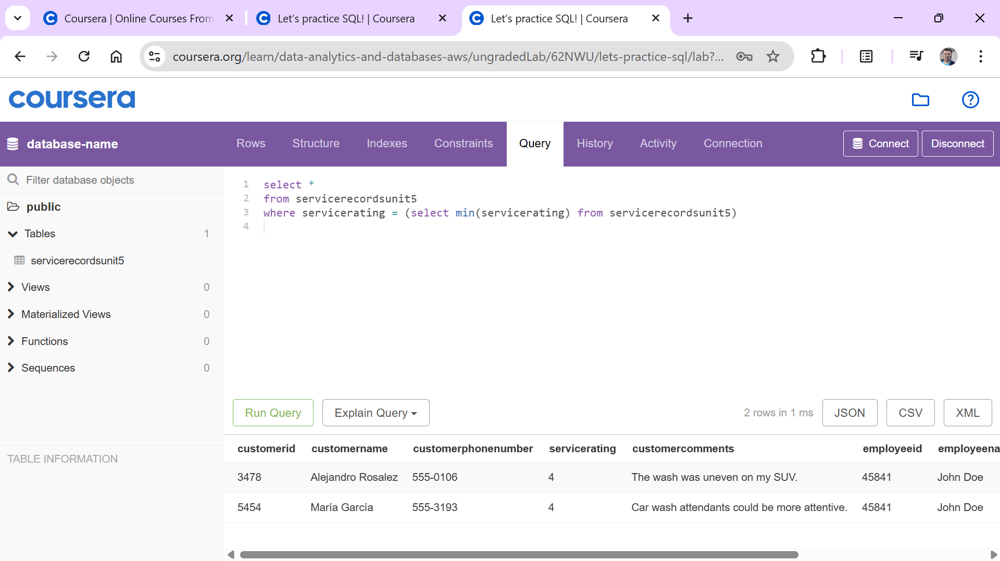 Coursera | Online Courses From
Let's practice SQL! | Coursera
Let's practice SQL! | Coursera
coursera.org/learn/data-analytics-and-databases-aws/ungradedLab/62NWU/lets-practice-sql/lab?...
coursera
database-name
Rows
Structure
Indexes
Constraints
Query
History
Activity
Connection
Connect
Disconnect
Filter database objects
public
Tables 1
servicerecordsunit5
Views 0
Materialized Views 0
Functions 0
Sequences 0
TABLE INFORMATION
1 select *
2 from servicerecordsunit5
3 where servicerating = (select min(servicerating) from servicerecordsunit5)
4
Run Query
Explain Query
2 rows in 1 ms
JSON
CSV
XML
customerid customername customerphonenumber servicerating customercomments employeeid employeena
3478 Alejandro Rosalez 555-0106 4 The wash was uneven on my SUV. 45841 John Doe
5454 María García 555-3193 4 Car wash attendants could be more attentive. 45841 John Doe